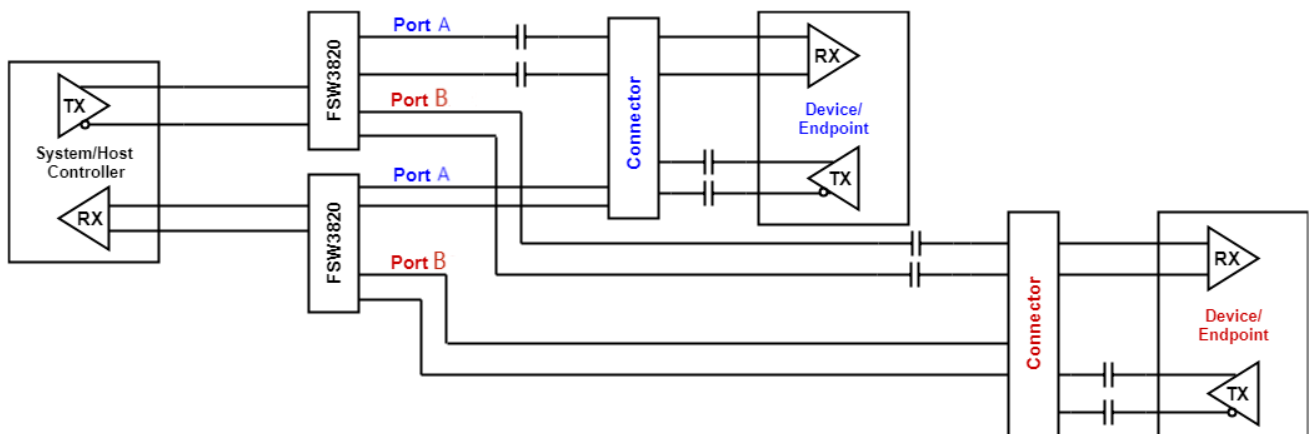 Port A
FSW3820
Connector
RX
TX
Port B
Device/
Endpoint
System/Host
Controller
TX
Port A
RX
FSW3820
Port B
Connector
RX
Device/
Endpoint
TX